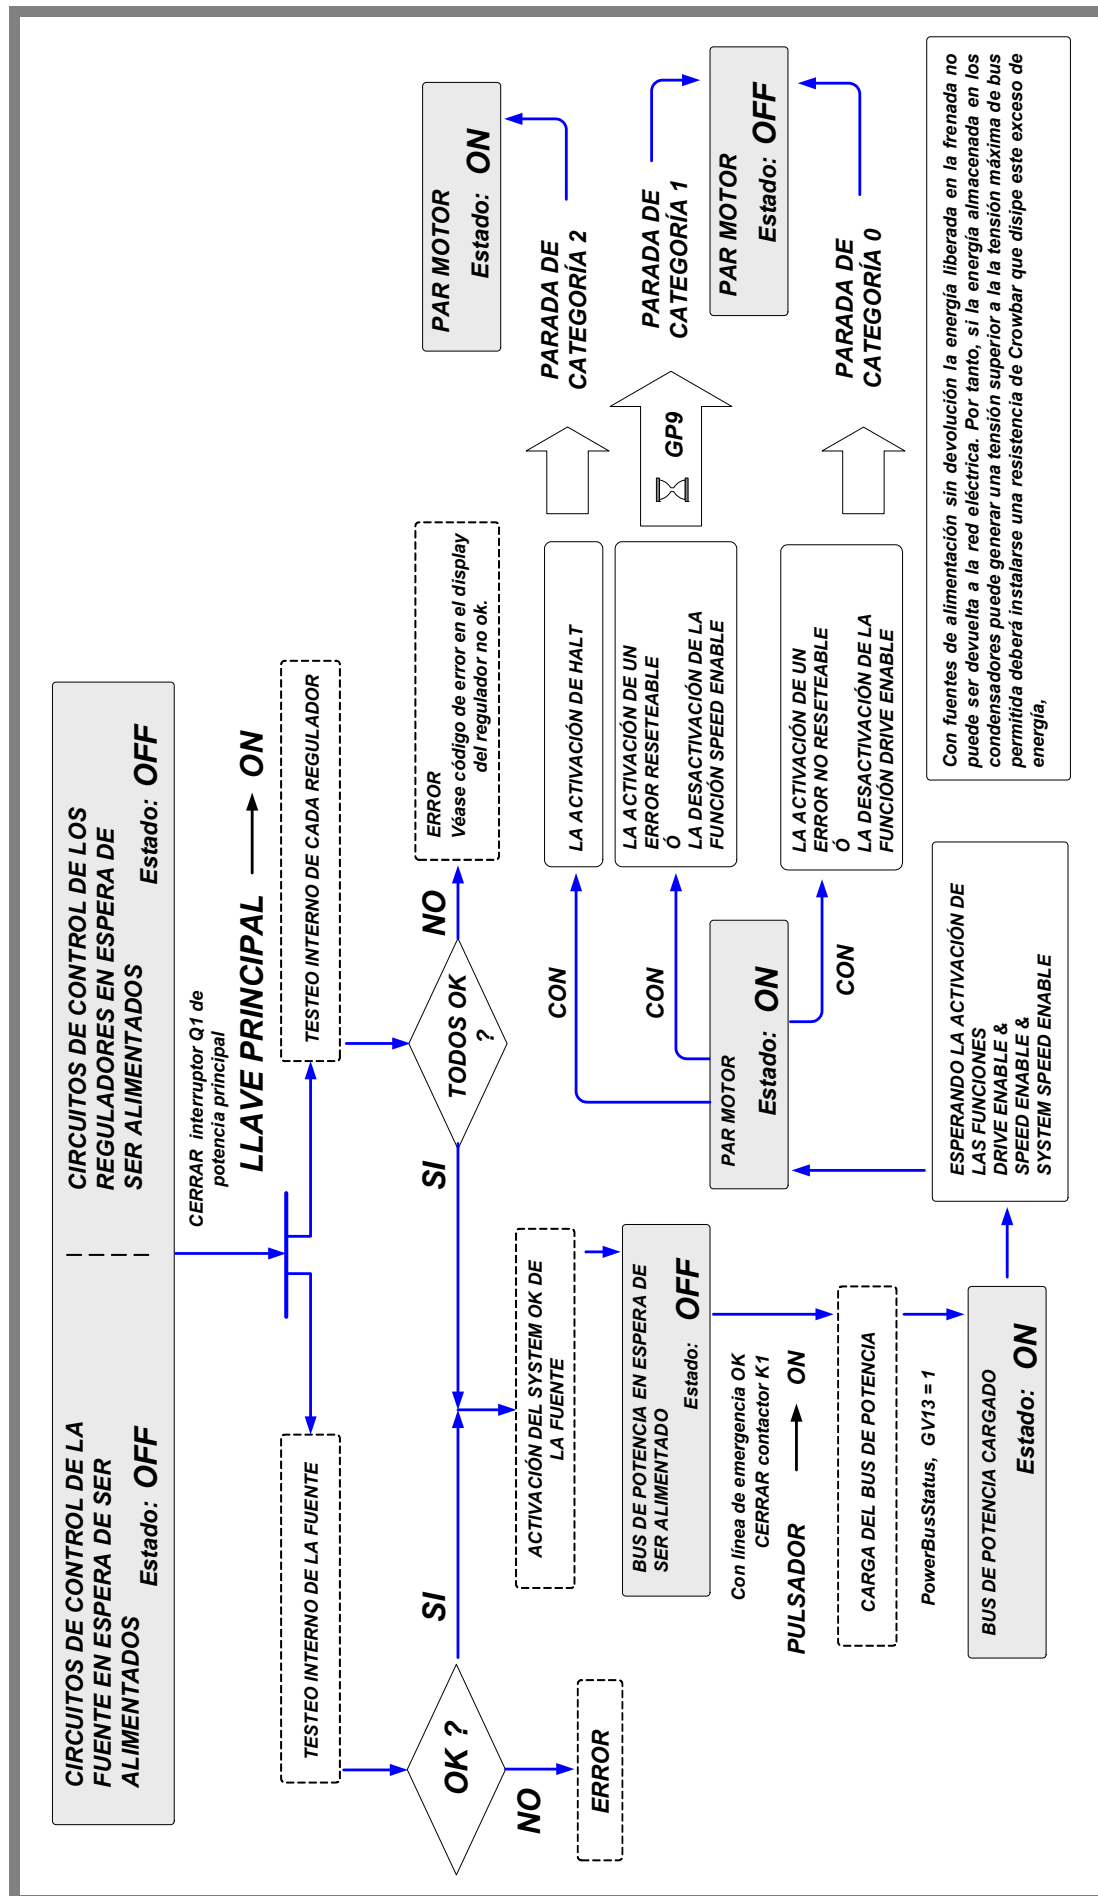 CIRCUITOS DE CONTROL DE LA
FUENTE EN ESPERA DE SER
ALIMENTADOS
Estado: OFF
CIRCUITOS DE CONTROL DE LOS
REGULADORES EN ESPERA DE
SER ALIMENTADOS
Estado: OFF
CERRAR interruptor Q1 de
potencia principal
LLAVE PRINCIPAL ON
TESTEO INTERNO DE LA FUENTE
TESTEO INTERNO DE CADA REGULADOR
OK ?
SI
NO
ERROR
TODOS OK
?
SI
NO
ERROR
Véase código de error en el display
del regulador no ok.
ACTIVACIÓN DEL SYSTEM OK DE
LA FUENTE
BUS DE POTENCIA EN ESPERA DE
SER ALIMENTADO
Estado: OFF
Con línea de emergencia OK
CERRAR contactor K1
PULSADOR ON
CARGA DEL BUS DE POTENCIA
PowerBusStatus, GV13 = 1
BUS DE POTENCIA CARGADO
Estado: ON
ESPERANDO LA ACTIVACIÓN DE
LAS FUNCIONES
DRIVE ENABLE &
SPEED ENABLE &
SYSTEM SPEED ENABLE
PAR MOTOR
Estado: ON
CON
CON
CON
LA ACTIVACIÓN DE HALT
LA ACTIVACIÓN DE UN
ERROR RESETEABLE
Ó
LA DESACTIVACIÓN DE LA
FUNCIÓN SPEED ENABLE
LA ACTIVACIÓN DE UN
ERROR NO RESETEABLE
Ó
LA DESACTIVACIÓN DE LA
FUNCIÓN DRIVE ENABLE
GP9
PARADA DE
CATEGORÍA 2
PARADA DE
CATEGORÍA 1
PARADA DE
CATEGORÍA 0
PAR MOTOR
Estado: ON
PAR MOTOR
Estado: OFF
Con fuentes de alimentación sin devolución la energía liberada en la frenada no
puede ser devuelta a la red eléctrica. Por tanto, si la energía almacenada en los
condensadores puede generar una tensión superior a la la tensión máxima de bus
permitida deberá instalarse una resistencia de Crowbar que disipe este exceso de
energía,